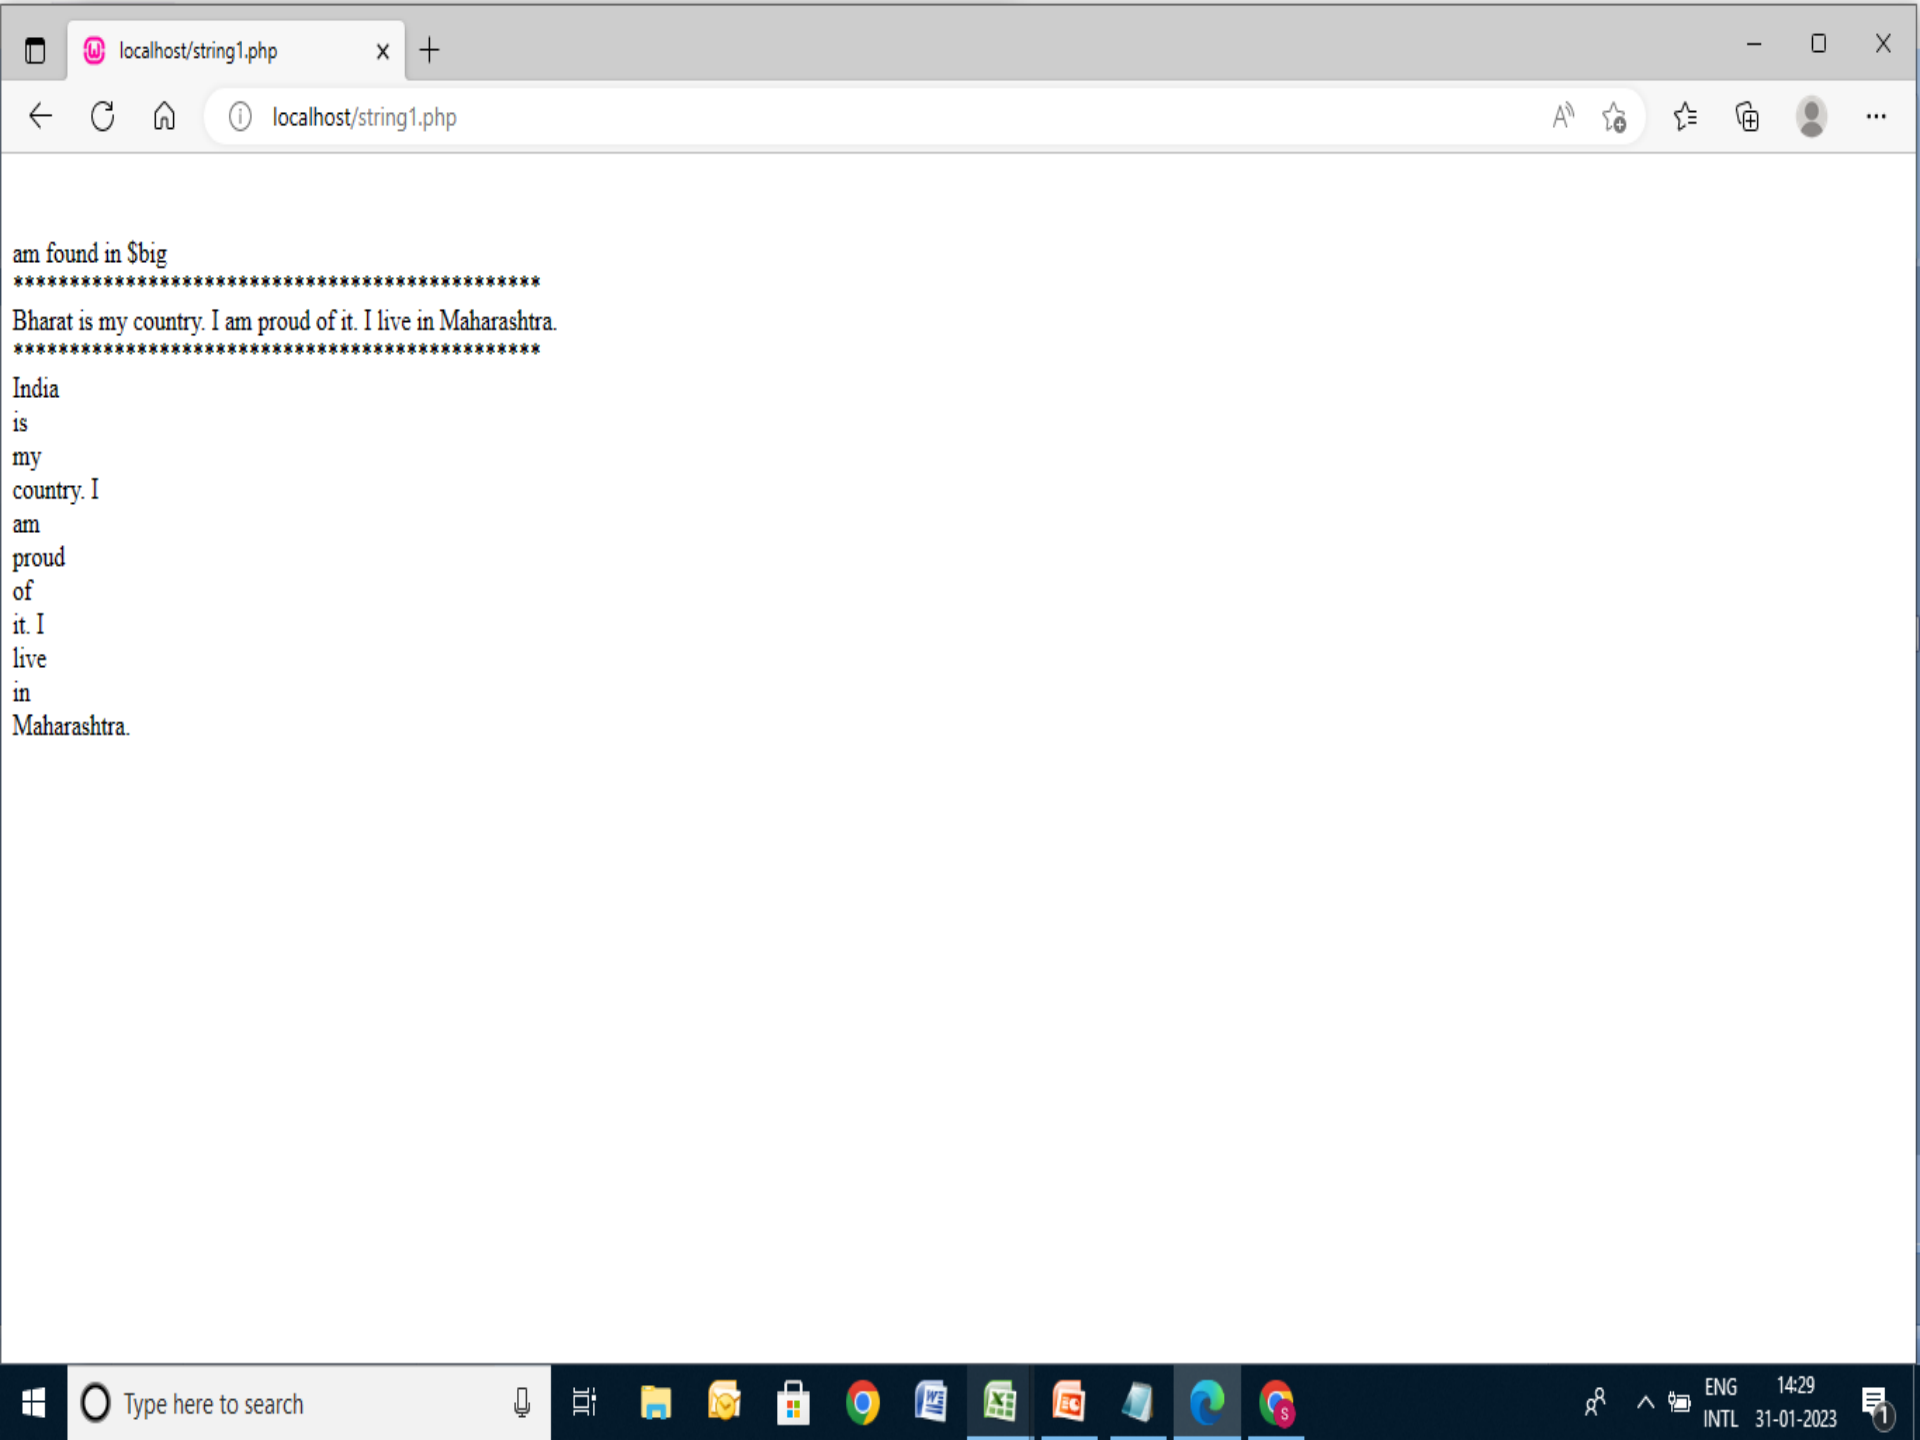 localhost/string1.php
localhost/string1.php
am found in $big
***********************************************
Bharat is my country. I am proud of it. I live in Maharashtra.
***********************************************
India
is
my
country. I
am
proud
of
it. I
live
in
Maharashtra.
Type here to search
ENG 14:29
INTL 31-01-2023
1